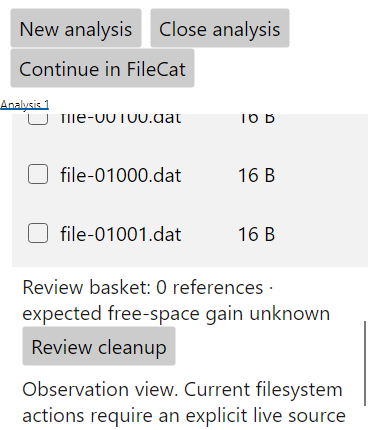 New analysis Close analysis
Continue in FileCat
Analysis 1
file-00100.dat 16 B
file-01000.dat 16 B
file-01001.dat 16 B
Review basket: 0 references ·
expected free-space gain unknown
Review cleanup
Observation view. Current filesystem
actions require an explicit live source